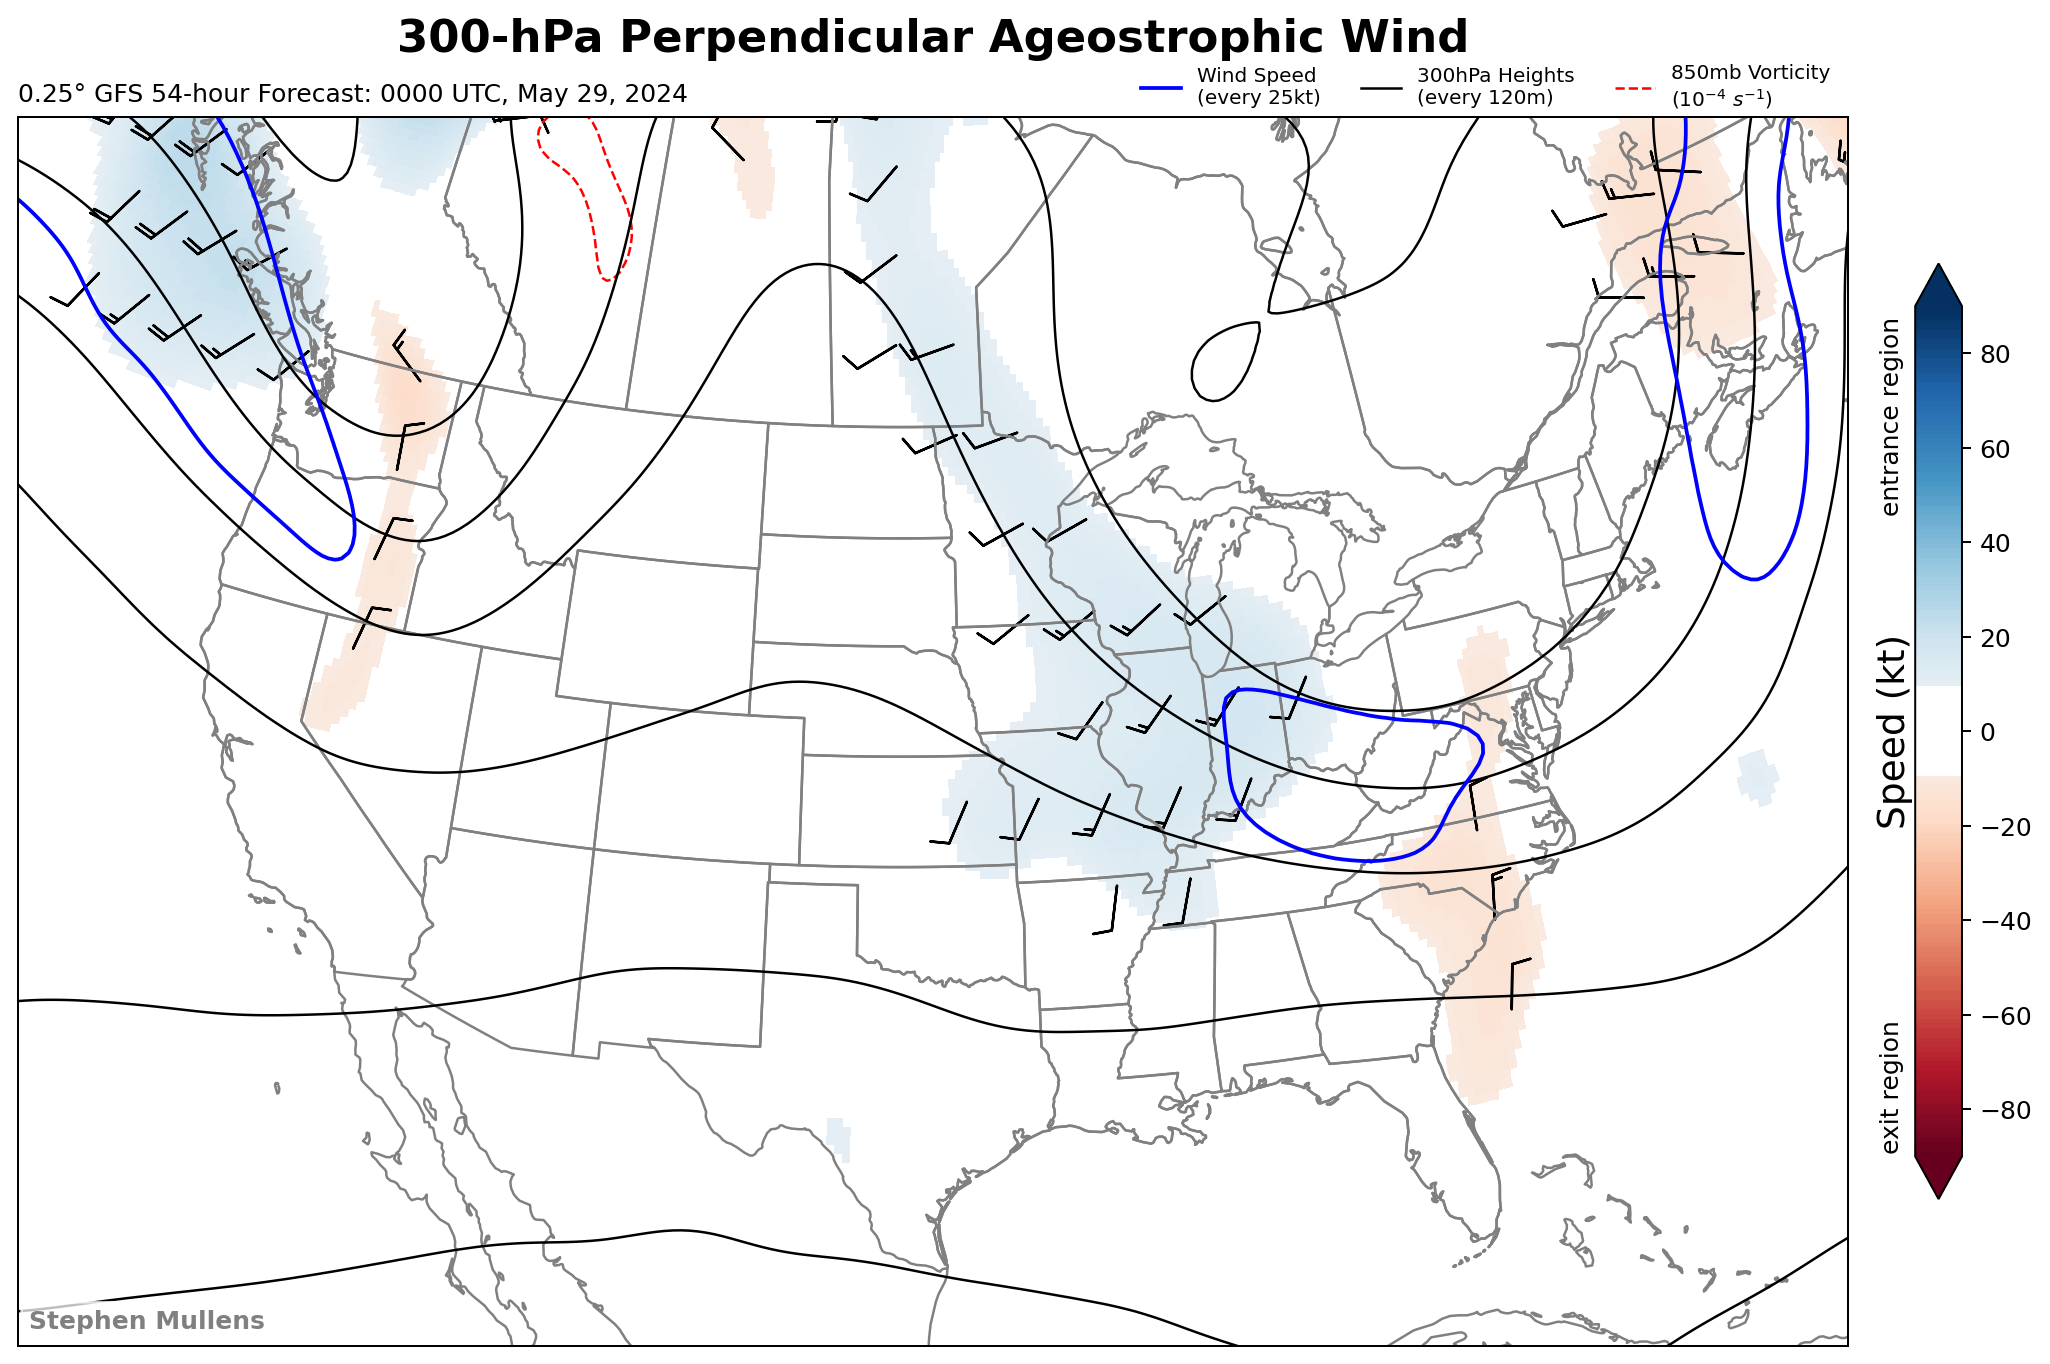 300-hPa Perpendicular Ageostrophic Wind
0.25° GFS 54-hour Forecast: 0000 UTC, May 29, 2024
Wind Speed
(every 25kt)
300hPa Heights
(every 120m)
850mb Vorticity
(10⁻⁴ s⁻¹)
entrance region
Speed (kt)
exit region
80
60
40
20
0
−20
−40
−60
−80
Stephen Mullens